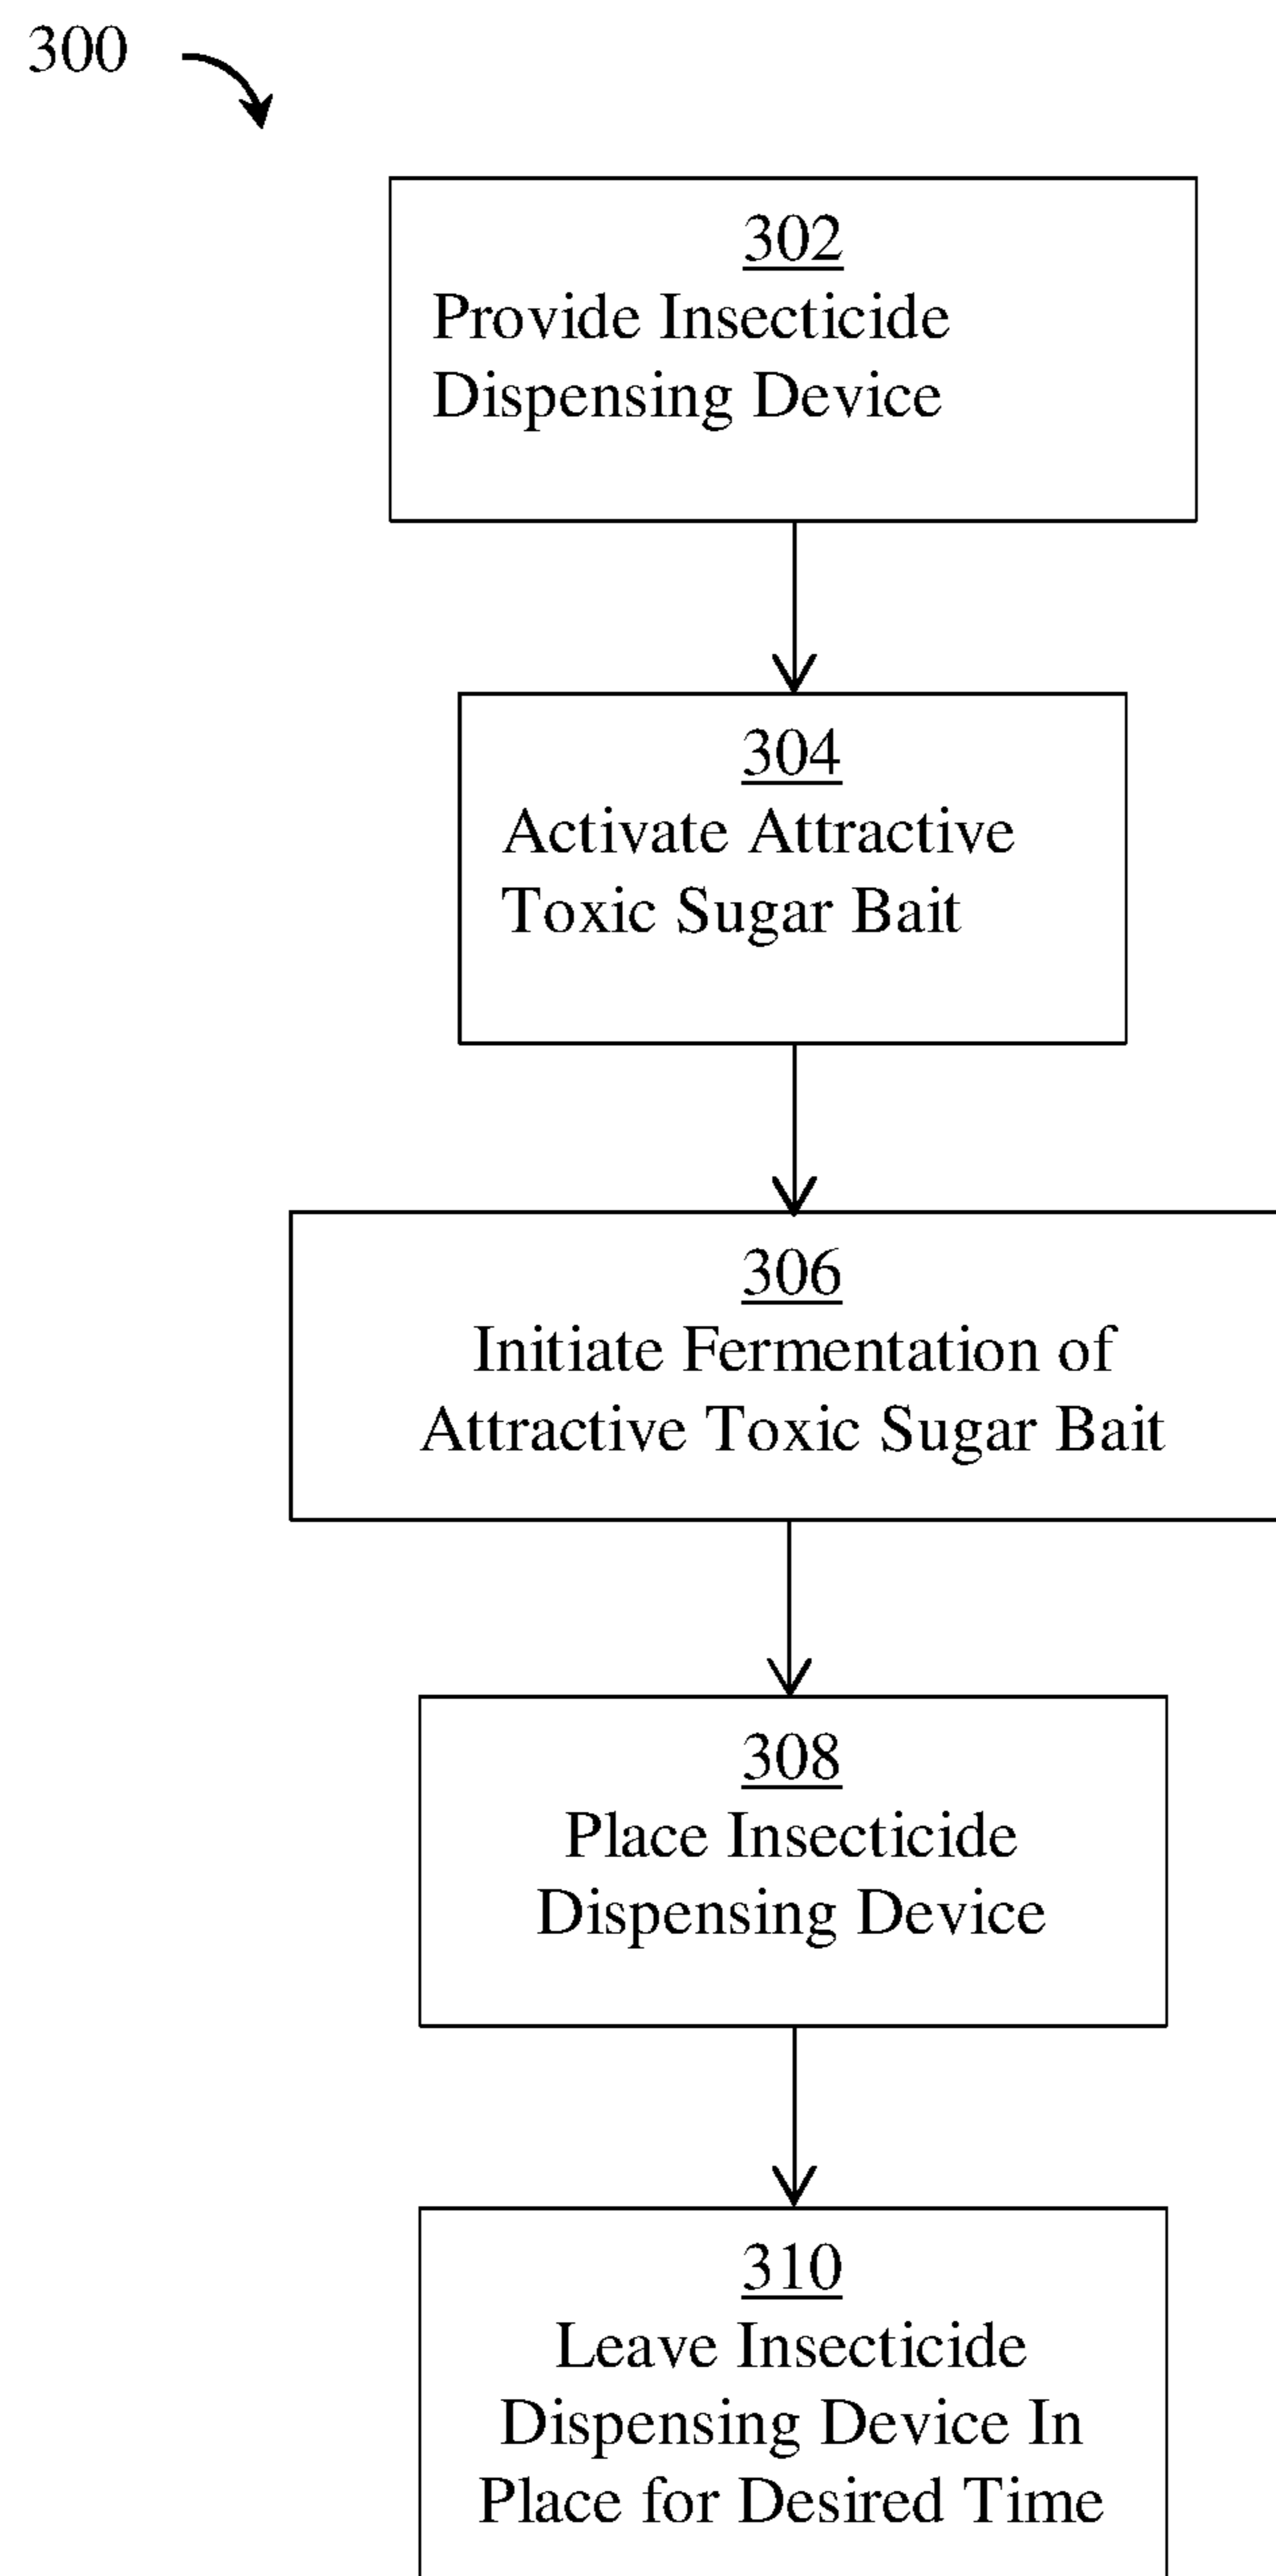 300
302
Provide Insecticide
Dispensing Device
304
Activate Attractive
Toxic Sugar Bait
306
Initiate Fermentation of
Attractive Toxic Sugar Bait
308
Place Insecticide
Dispensing Device
310
Leave Insecticide
Dispensing Device In
Place for Desired Time